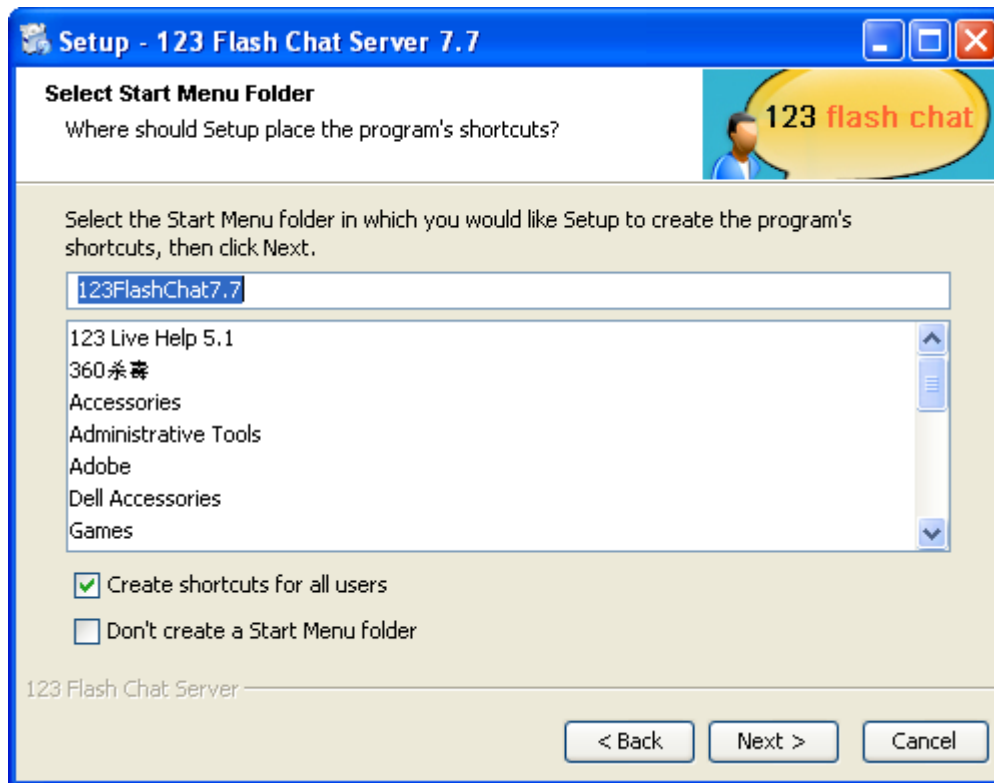 Setup - 123 Flash Chat Server 7.7
Select Start Menu Folder
Where should Setup place the program's shortcuts?
123 flash chat
Select the Start Menu folder in which you would like Setup to create the program's
shortcuts, then click Next.
123FlashChat7.7
123 Live Help 5.1
360杀毒
Accessories
Administrative Tools
Adobe
Dell Accessories
Games
Create shortcuts for all users
Don't create a Start Menu folder
123 Flash Chat Server
< Back
Next >
Cancel